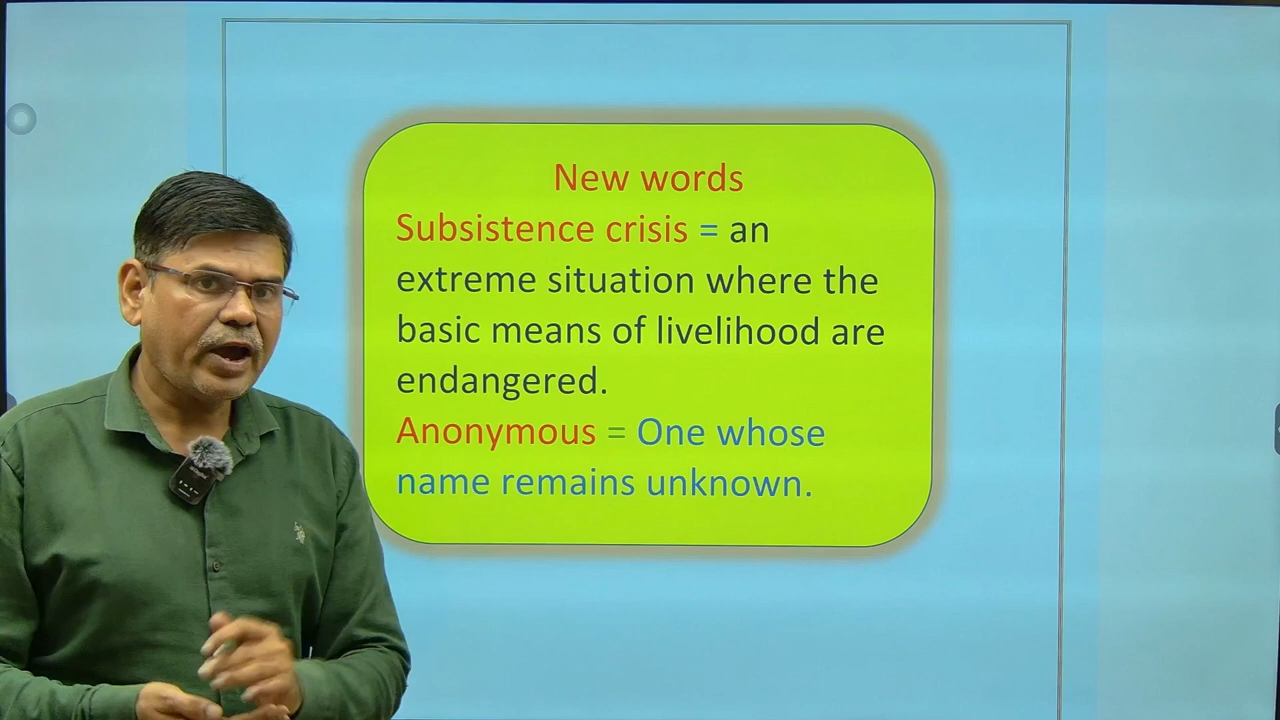 New words
Subsistence crisis = an
extreme situation where the
basic means of livelihood are
endangered.
Anonymous = One whose
name remains unknown.